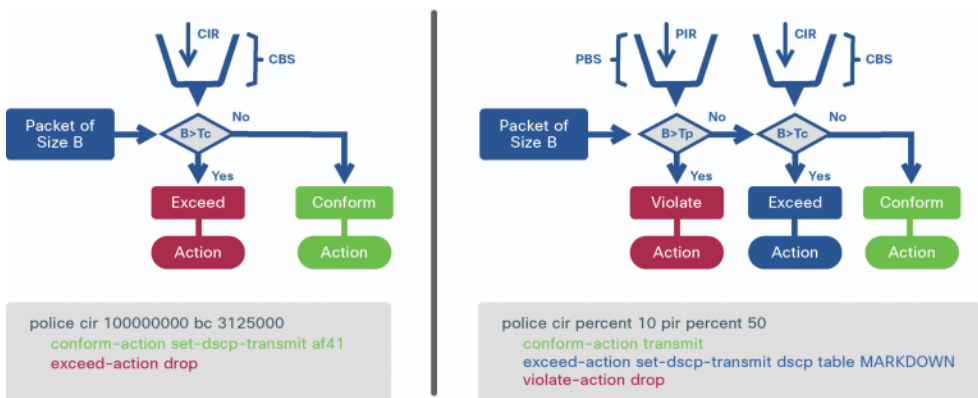 CIR
CBS
Packet of
Size B
B>Tc
No
Yes
Exceed
Conform
Action
Action
police cir 100000000 bc 3125000
conform-action set-dscp-transmit af41
exceed-action drop
PIR
CIR
PBS
CBS
Packet of
Size B
B>Tp
No
B>Tc
No
Yes
Yes
Violate
Exceed
Conform
Action
Action
Action
police cir percent 10 pir percent 50
conform-action transmit
exceed-action set-dscp-transmit dscp table MARKDOWN
violate-action drop